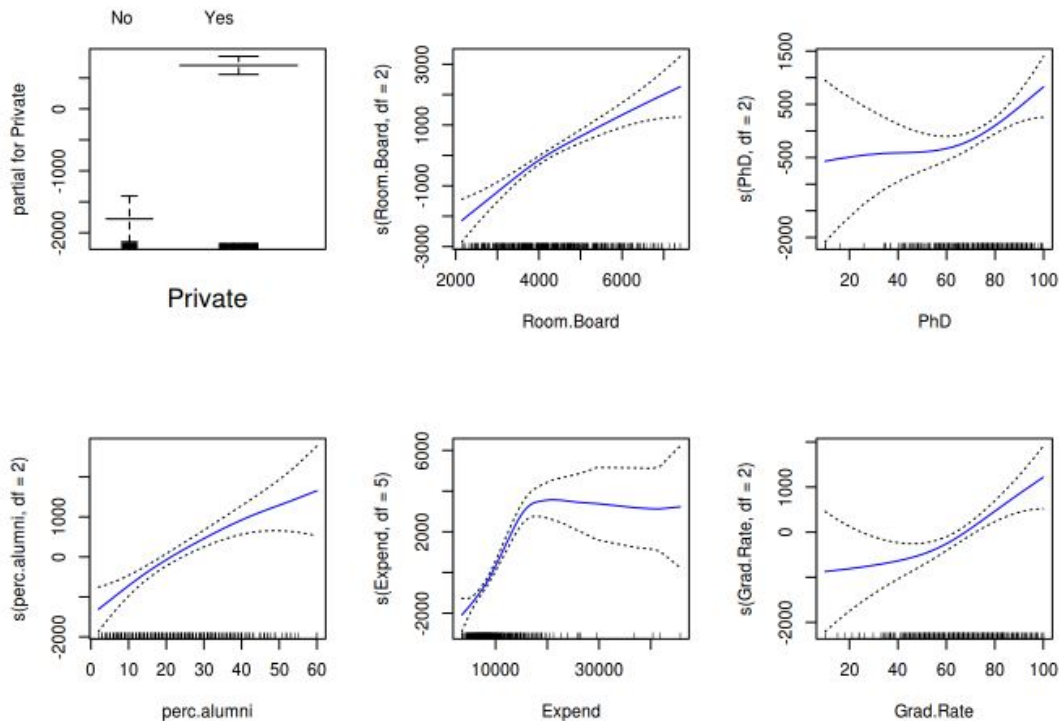 No Yes
partial for Private
-2000 -1000 0
Private
s(Room.Board, df = 2)
-3000 -1000 1000 3000
2000 4000 6000
Room.Board
s(PhD, df = 2)
-2000 -500 500 1500
20 40 60 80 100
PhD
s(perc.alumni, df = 2)
-2000 0 1000
0 10 20 30 40 50 60
perc.alumni
s(Expend, df = 5)
-2000 2000 6000
10000 30000
Expend
s(Grad.Rate, df = 2)
-2000 0 1000
20 40 60 80 100
Grad.Rate